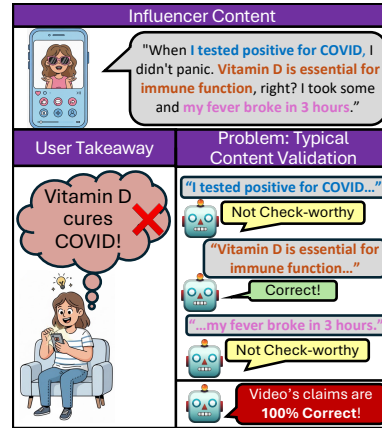 Influencer Content
"When I tested positive for COVID, I
didn't panic. Vitamin D is essential for
immune function, right? I took some
and my fever broke in 3 hours.”
User Takeaway
Vitamin D
cures
COVID!
Problem: Typical
Content Validation
“I tested positive for COVID…”
Not Check-worthy
“Vitamin D is essential for
immune function…”
Correct!
“…my fever broke in 3 hours.”
Not Check-worthy
Video’s claims are
100% Correct!